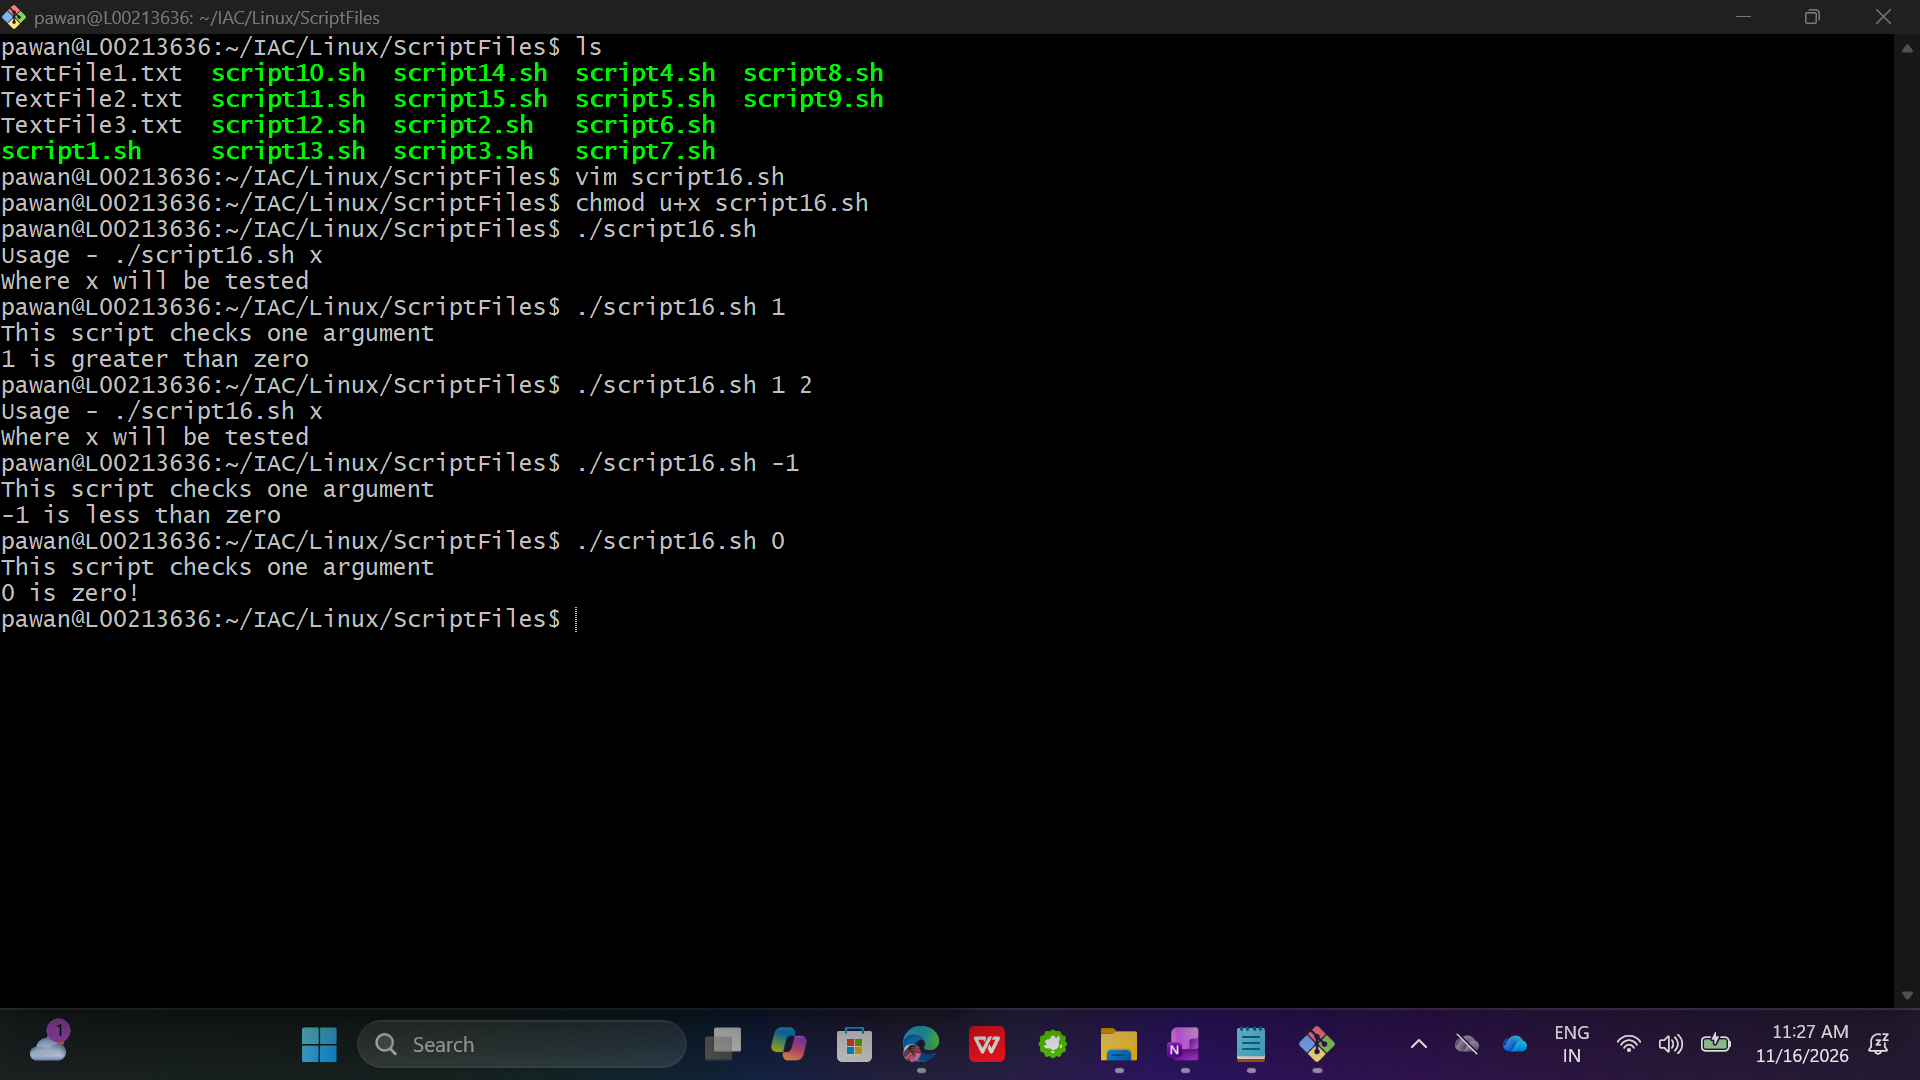 pawan@L00213636: ~/IAC/Linux/ScriptFiles
pawan@L00213636:~/IAC/Linux/ScriptFiles$ ls
TextFile1.txt  script10.sh  script14.sh  script4.sh  script8.sh
TextFile2.txt  script11.sh  script15.sh  script5.sh  script9.sh
TextFile3.txt  script12.sh  script2.sh   script6.sh
script1.sh     script13.sh  script3.sh   script7.sh
pawan@L00213636:~/IAC/Linux/ScriptFiles$ vim script16.sh
pawan@L00213636:~/IAC/Linux/ScriptFiles$ chmod u+x script16.sh
pawan@L00213636:~/IAC/Linux/ScriptFiles$ ./script16.sh
Usage - ./script16.sh x
Where x will be tested
pawan@L00213636:~/IAC/Linux/ScriptFiles$ ./script16.sh 1
This script checks one argument
1 is greater than zero
pawan@L00213636:~/IAC/Linux/ScriptFiles$ ./script16.sh 1 2
Usage - ./script16.sh x
Where x will be tested
pawan@L00213636:~/IAC/Linux/ScriptFiles$ ./script16.sh -1
This script checks one argument
-1 is less than zero
pawan@L00213636:~/IAC/Linux/ScriptFiles$ ./script16.sh 0
This script checks one argument
0 is zero!
pawan@L00213636:~/IAC/Linux/ScriptFiles$
1
Search
W
N
ENG
IN
11:27 AM
11/16/2026